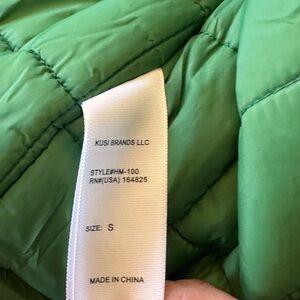 KUSI BRANDS LLC
STYLE#HM-100
RN#(USA) 164825
SIZE: S
MADE IN CHINA